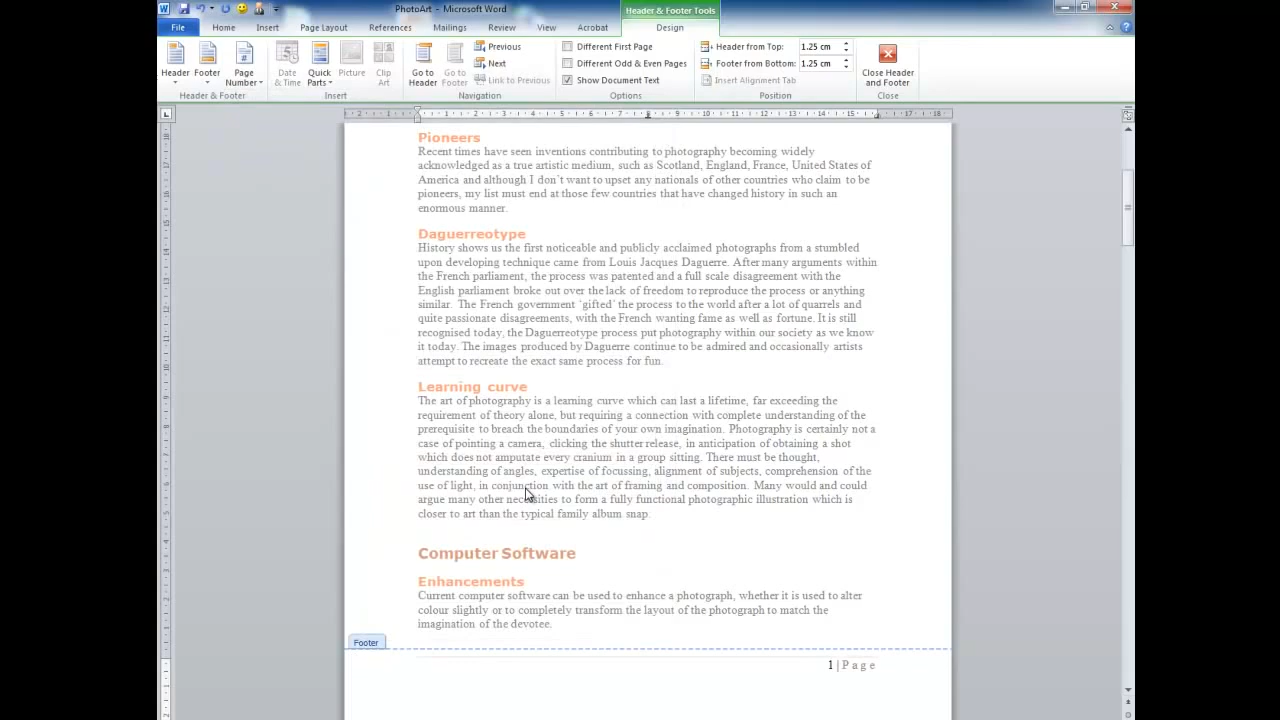 PhotoArt - Microsoft Word
Header & Footer Tools
File Home Insert Page Layout References Mailings Review View Acrobat Design
Header Footer Page Number
Header & Footer
Date & Time Quick Parts Picture Clip Art
Insert
Go to Header Go to Footer Previous Next Link to Previous
Navigation
Different First Page
Different Odd & Even Pages
Show Document Text
Options
Header from Top: 1.25 cm
Footer from Bottom: 1.25 cm
Insert Alignment Tab
Position
Close Header and Footer
Close
2 1 1 2 3 4 5 6 7 8 9 10 11 12 13 14 15 17 18
Pioneers
Recent times have seen inventions contributing to photography becoming widely
acknowledged as a true artistic medium, such as Scotland, England, France, United States of
America and although I don't want to upset any nationals of other countries who claim to be
pioneers, my list must end at those few countries that have changed history in such an
enormous manner.
Daguerreotype
History shows us the first noticeable and publicly acclaimed photographs from a stumbled
upon developing technique came from Louis Jacques Daguerre. After many arguments within
the French parliament, the process was patented and a full scale disagreement with the
English parliament broke out over the lack of freedom to reproduce the process or anything
similar. The French government 'gifted' the process to the world after a lot of quarrels and
quite passionate disagreements, with the French wanting fame as well as fortune. It is still
recognised today, the Daguerreotype process put photography within our society as we know
it today. The images produced by Daguerre continue to be admired and occasionally artists
attempt to recreate the exact same process for fun.
Learning curve
The art of photography is a learning curve which can last a lifetime, far exceeding the
requirement of theory alone, but requiring a connection with complete understanding of the
prerequisite to breach the boundaries of your own imagination. Photography is certainly not a
case of pointing a camera, clicking the shutter release, in anticipation of obtaining a shot
which does not amputate every cranium in a group sitting. There must be thought,
understanding of angles, expertise of focussing, alignment of subjects, comprehension of the
use of light, in conjunction with the art of framing and composition. Many would and could
argue many other necessities to form a fully functional photographic illustration which is
closer to art than the typical family album snap.
Computer Software
Enhancements
Current computer software can be used to enhance a photograph, whether it is used to alter
colour slightly or to completely transform the layout of the photograph to match the
imagination of the devotee.
Footer
1 | P a g e